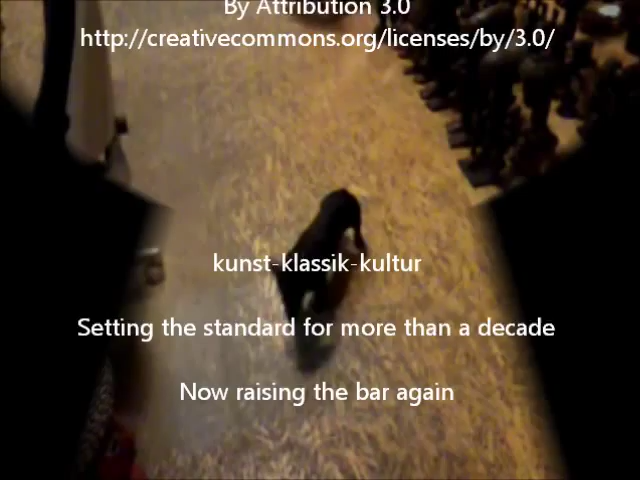 By Attribution 3.0
http://creativecommons.org/licenses/by/3.0/
kunst-klassik-kultur
Setting the standard for more than a decade
Now raising the bar again